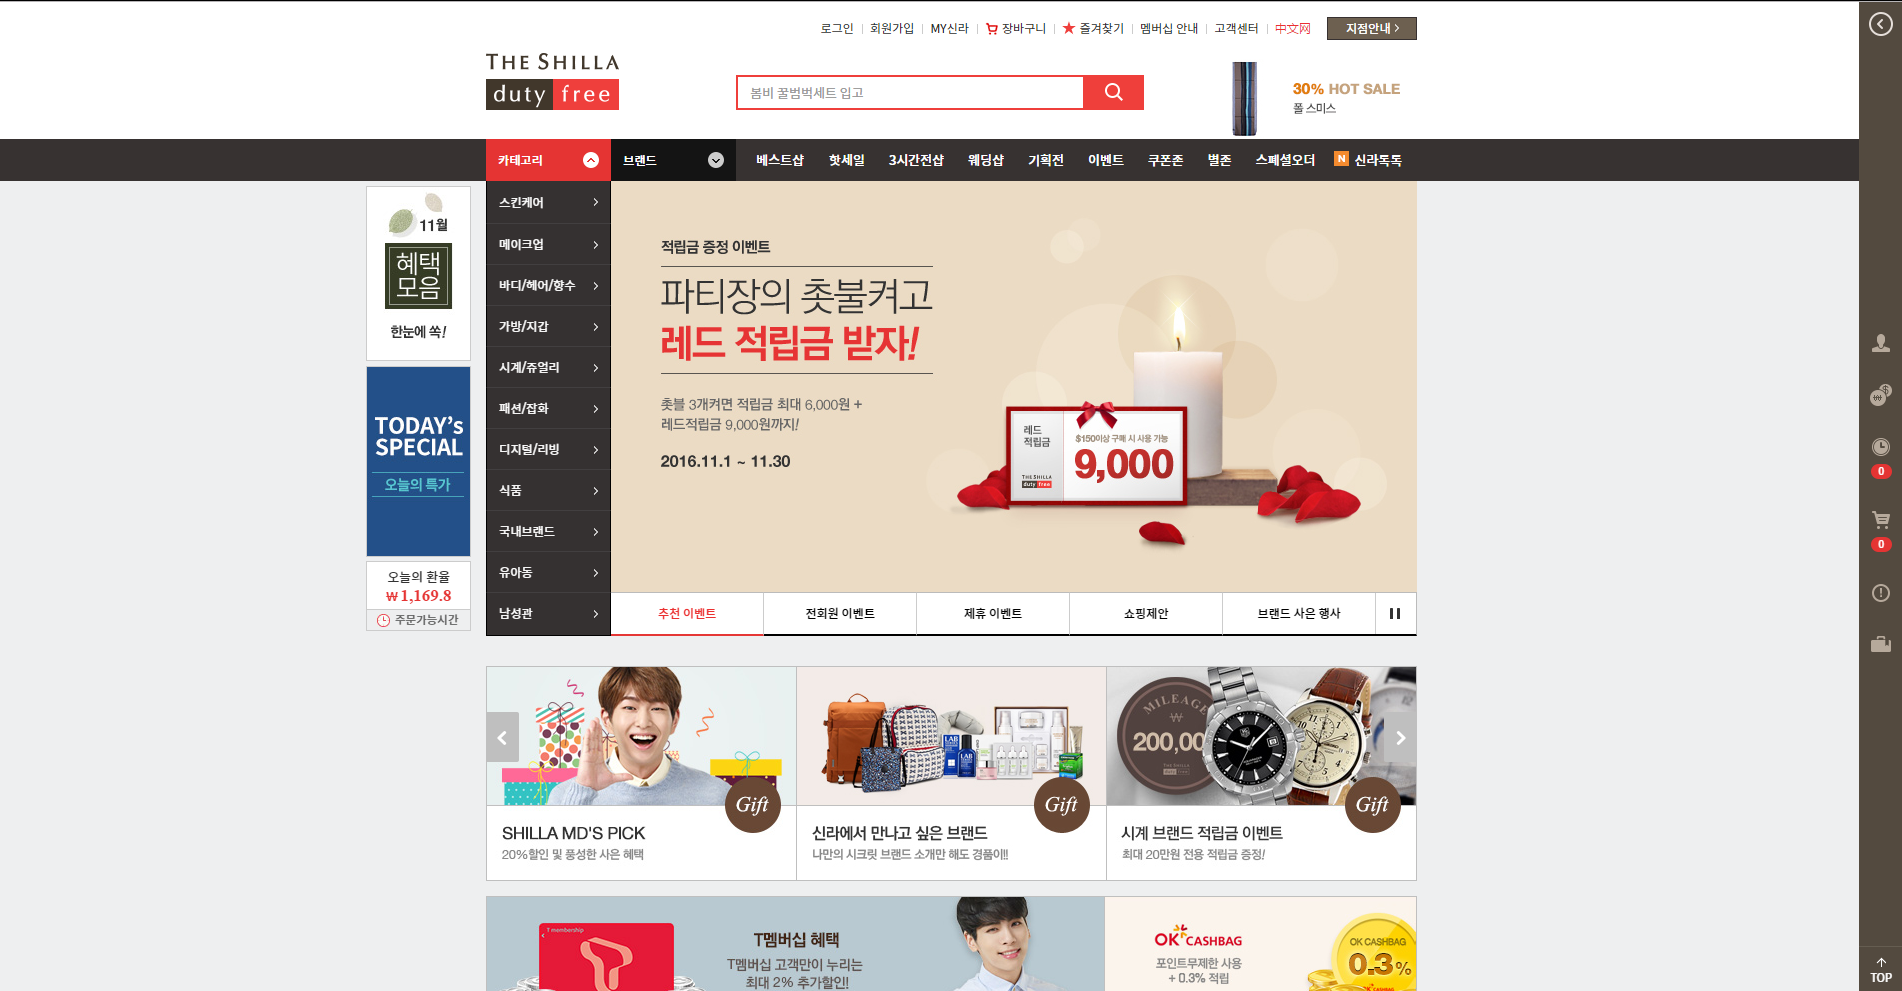 로그인
회원가입
MY신라
장바구니
즐겨찾기
멤버십 안내
고객센터
中文网
지점안내
THE SHILLA
duty free
봄비 꿀범벅세트 입고
30% HOT SALE
폴 스미스
카테고리
브랜드
베스트샵
핫세일
3시간전샵
웨딩샵
기획전
이벤트
쿠폰존
별존
스페셜오더
N 신라톡톡
11월
혜택
모음
한눈에 쏙!
TODAY's
SPECIAL
오늘의 특가
오늘의 환율
₩1,169.8
주문가능시간
스킨케어
메이크업
바디/헤어/향수
가방/지갑
시계/쥬얼리
패션/잡화
디지털/리빙
식품
국내브랜드
유아동
남성관
적립금 증정 이벤트
파티장의 촛불켜고
레드 적립금 받자!
촛불 3개켜면 적립금 최대 6,000원 +
레드적립금 9,000원까지!
2016.11.1 ~ 11.30
레드
적립금
$150이상 구매 시 사용 가능
9,000
THE SHILLA
duty free
추천 이벤트
전회원 이벤트
제휴 이벤트
쇼핑제안
브랜드 사은 행사
0
0
Gift
SHILLA MD'S PICK
20%할인 및 풍성한 사은 혜택
LAB
LAB
Gift
신라에서 만나고 싶은 브랜드
나만의 시크릿 브랜드 소개만 해도 경품이!!
MILEAGE
₩
200,00
Gift
시계 브랜드 적립금 이벤트
최대 20만원 전용 적립금 증정!
T membership
T멤버십 혜택
T멤버십 고객만이 누리는
최대 2% 추가할인!
OK CASHBAG
포인트무제한 사용
+ 0.3% 적립
OK CASHBAG
0.3%
OK CASHBAG
TOP